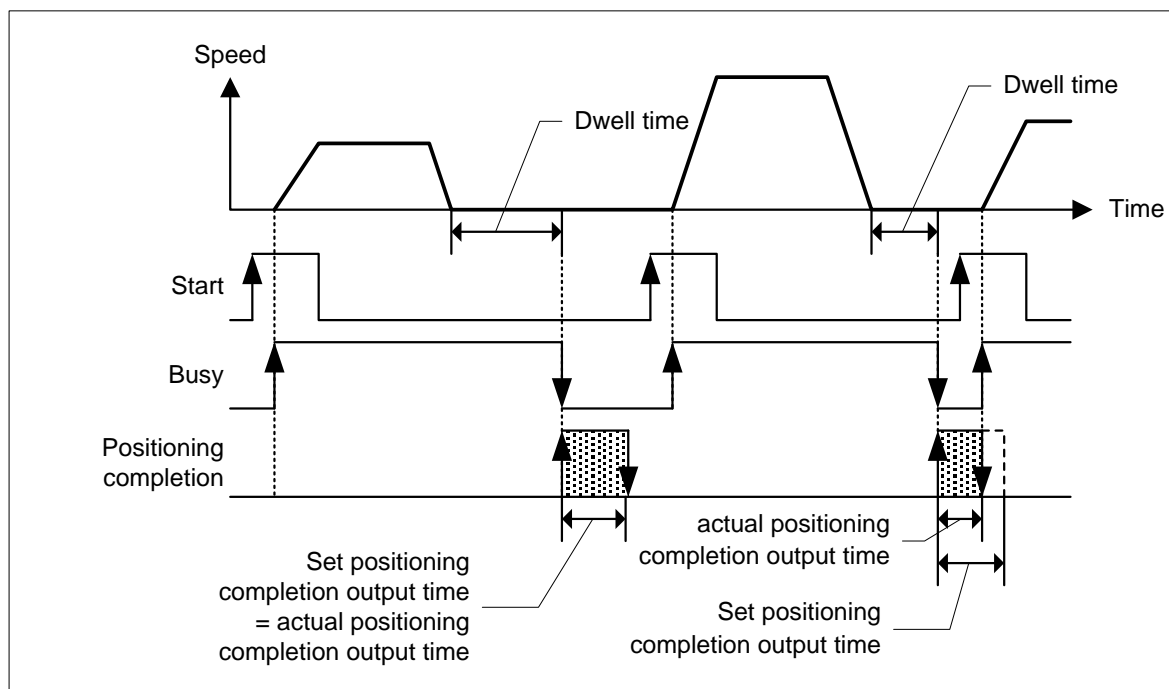 Speed
Dwell time
Dwell time
Time
Start
Busy
Positioning
completion
Set positioning
completion output time
= actual positioning
completion output time
actual positioning
completion output time
Set positioning
completion output time